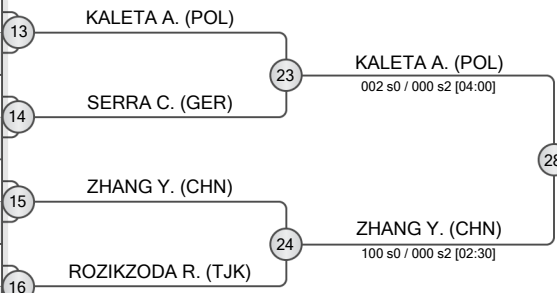 13
KALETA A. (POL)
23
KALETA A. (POL)
002 s0 / 000 s2 [04:00]
14
SERRA C. (GER)
28
15
ZHANG Y. (CHN)
24
ZHANG Y. (CHN)
100 s0 / 000 s2 [02:30]
16
ROZIKZODA R. (TJK)